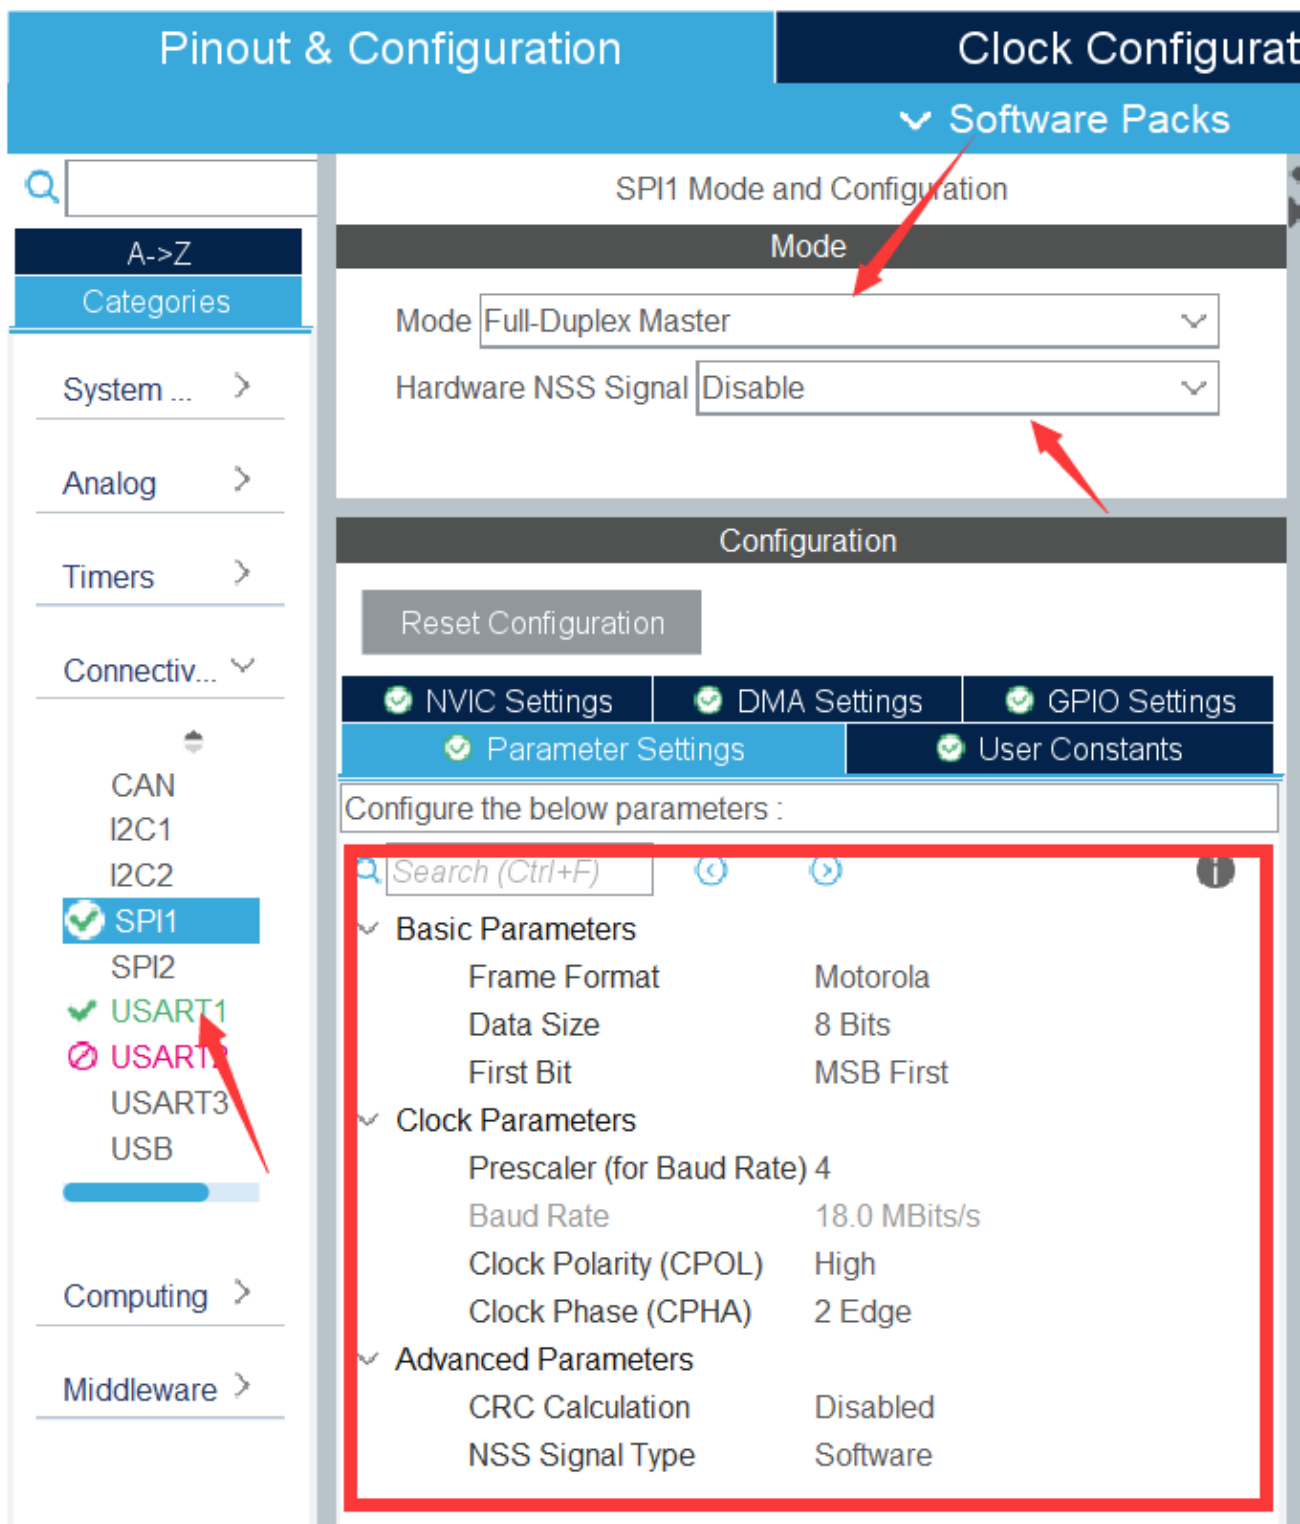 Pinout & Configuration
Clock Configurat
Software Packs
SPI1 Mode and Configuration
A->Z
Categories
Mode
Mode Full-Duplex Master
Hardware NSS Signal Disable
System ...
Analog
Timers
Connectiv...
CAN
I2C1
I2C2
SPI1
SPI2
USART1
USART2
USART3
USB
Computing
Middleware
Configuration
Reset Configuration
NVIC Settings
DMA Settings
GPIO Settings
Parameter Settings
User Constants
Configure the below parameters :
Search (Ctrl+F)
Basic Parameters
Frame Format Motorola
Data Size 8 Bits
First Bit MSB First
Clock Parameters
Prescaler (for Baud Rate) 4
Baud Rate 18.0 MBits/s
Clock Polarity (CPOL) High
Clock Phase (CPHA) 2 Edge
Advanced Parameters
CRC Calculation Disabled
NSS Signal Type Software